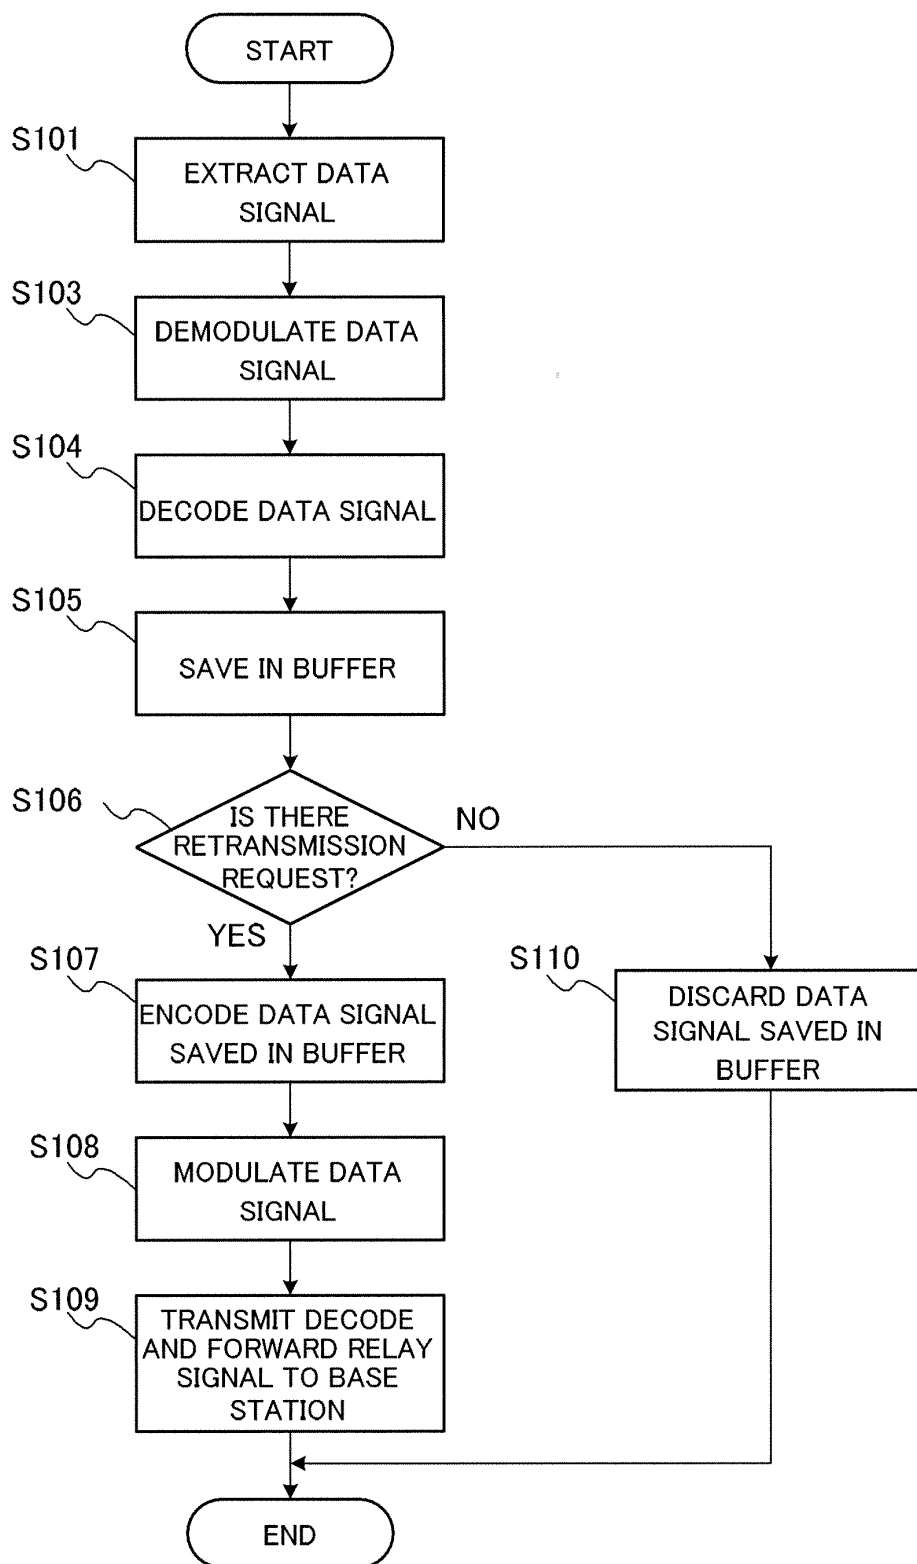 START
S101
EXTRACT DATA
SIGNAL
S103
DEMODULATE DATA
SIGNAL
S104
DECODE DATA SIGNAL
S105
SAVE IN BUFFER
S106
IS THERE
RETRANSMISSION
REQUEST?
NO
YES
S107
ENCODE DATA SIGNAL
SAVED IN BUFFER
S110
DISCARD DATA
SIGNAL SAVED IN
BUFFER
S108
MODULATE DATA
SIGNAL
S109
TRANSMIT DECODE
AND FORWARD RELAY
SIGNAL TO BASE
STATION
END